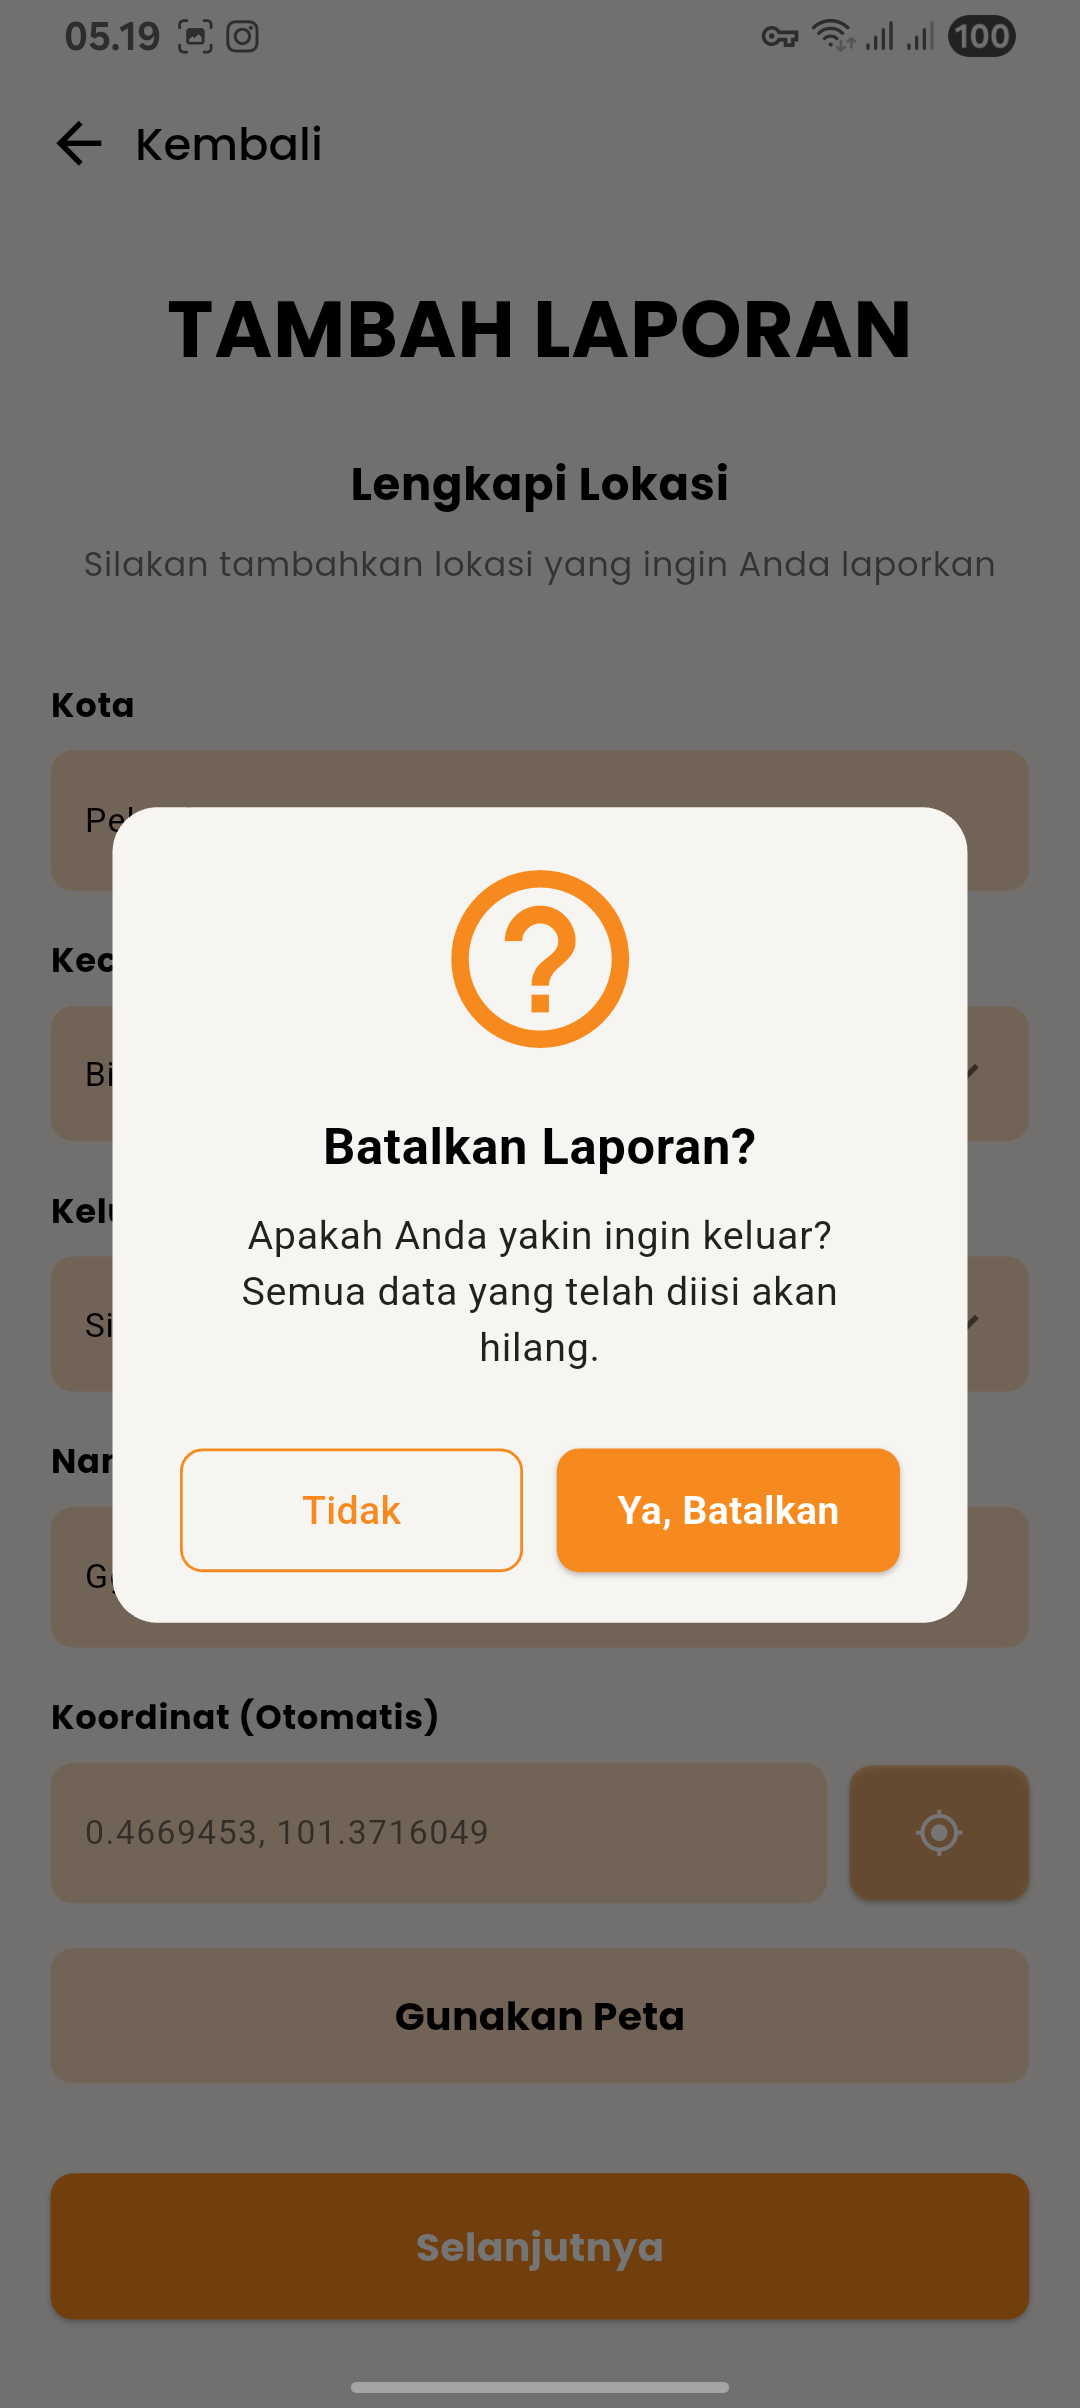 05.19
100
Kembali
TAMBAH LAPORAN
Lengkapi Lokasi
Silakan tambahkan lokasi yang ingin Anda laporkan
Kota
Batalkan Laporan?
Apakah Anda yakin ingin keluar?
Semua data yang telah diisi akan
hilang.
Tidak
Ya, Batalkan
Koordinat (Otomatis)
0.4669453, 101.3716049
Gunakan Peta
Selanjutnya